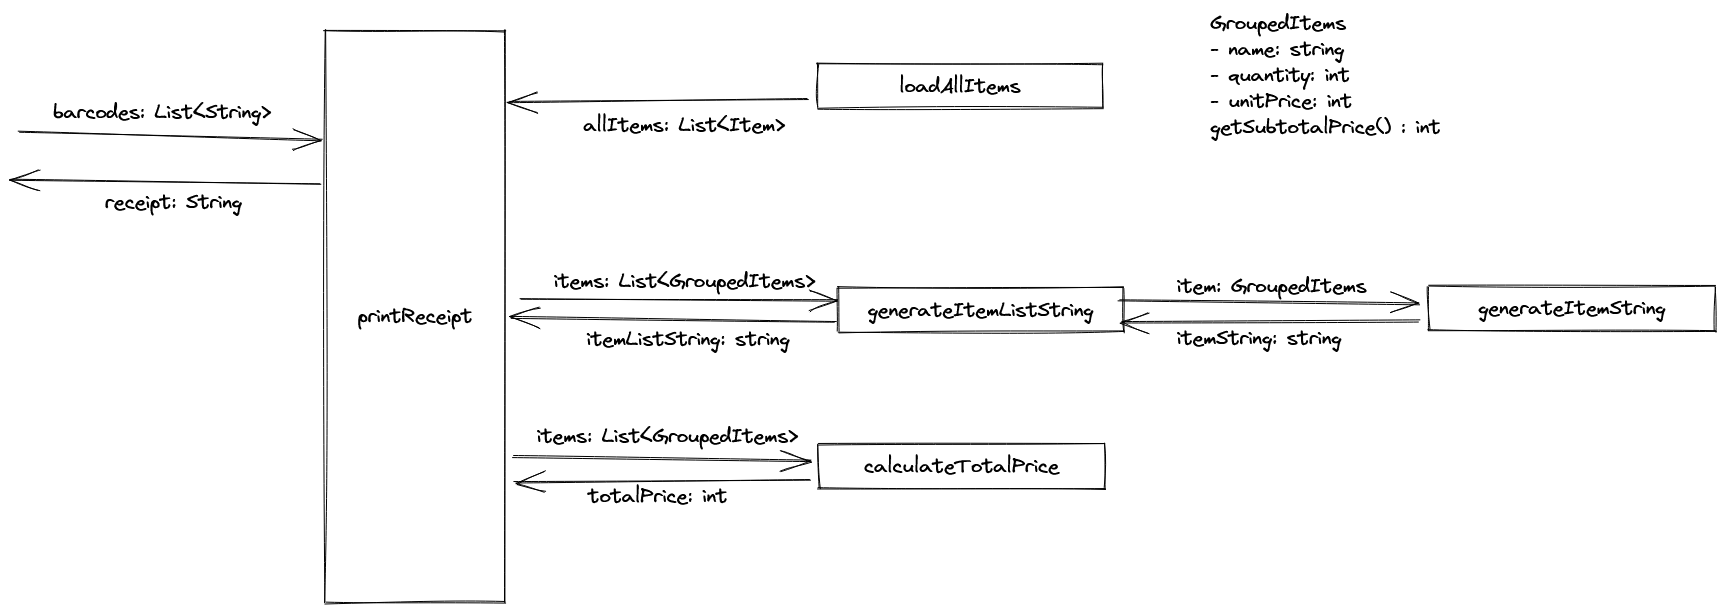 GroupedItems
- name: string
- quantity: int
- unitPrice: int
getSubtotalPrice() : int
loadAllItems
barcodes: List<String>
allItems: List<Item>
receipt: String
items: List<GroupedItems>
item: GroupedItems
printReceipt
generateItemListString
generateItemString
itemListString: string
itemString: string
items: List<GroupedItems>
calculateTotalPrice
totalPrice: int